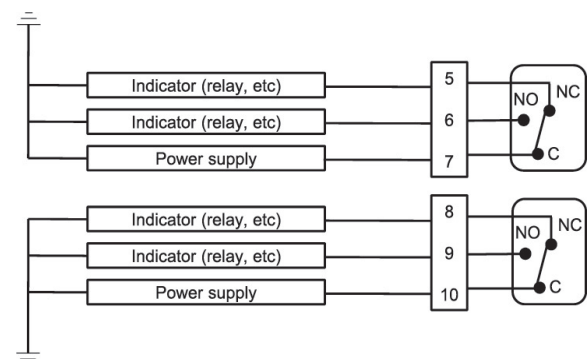 Indicator (relay, etc) 5 NC
Indicator (relay, etc) 6 NO
Power supply 7 C
Indicator (relay, etc) 8 NC
Indicator (relay, etc) 9 NO
Power supply 10 C